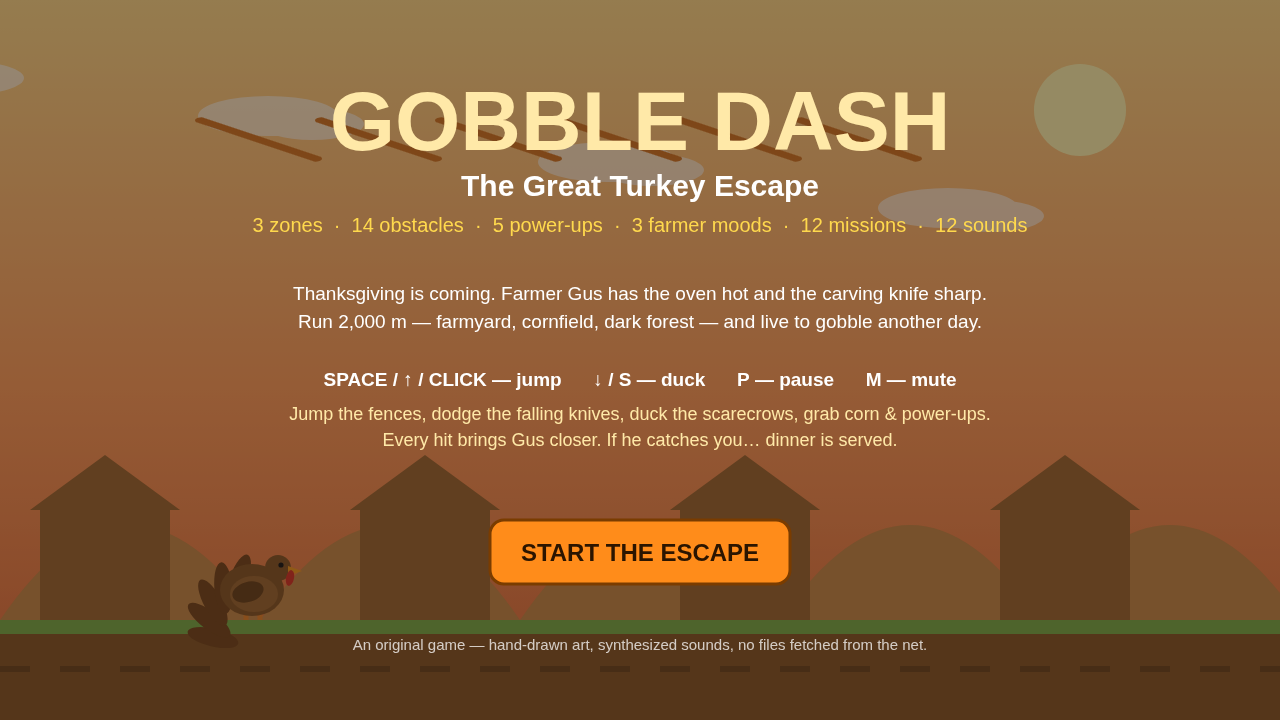 GOBBLE DASH
The Great Turkey Escape
3 zones · 14 obstacles · 5 power-ups · 3 farmer moods · 12 missions · 12 sounds
Thanksgiving is coming. Farmer Gus has the oven hot and the carving knife sharp.
Run 2,000 m — farmyard, cornfield, dark forest — and live to gobble another day.
SPACE / ↑ / CLICK — jump ↓ / S — duck P — pause M — mute
Jump the fences, dodge the falling knives, duck the scarecrows, grab corn & power-ups.
Every hit brings Gus closer. If he catches you… dinner is served.
START THE ESCAPE
An original game — hand-drawn art, synthesized sounds, no files fetched from the net.